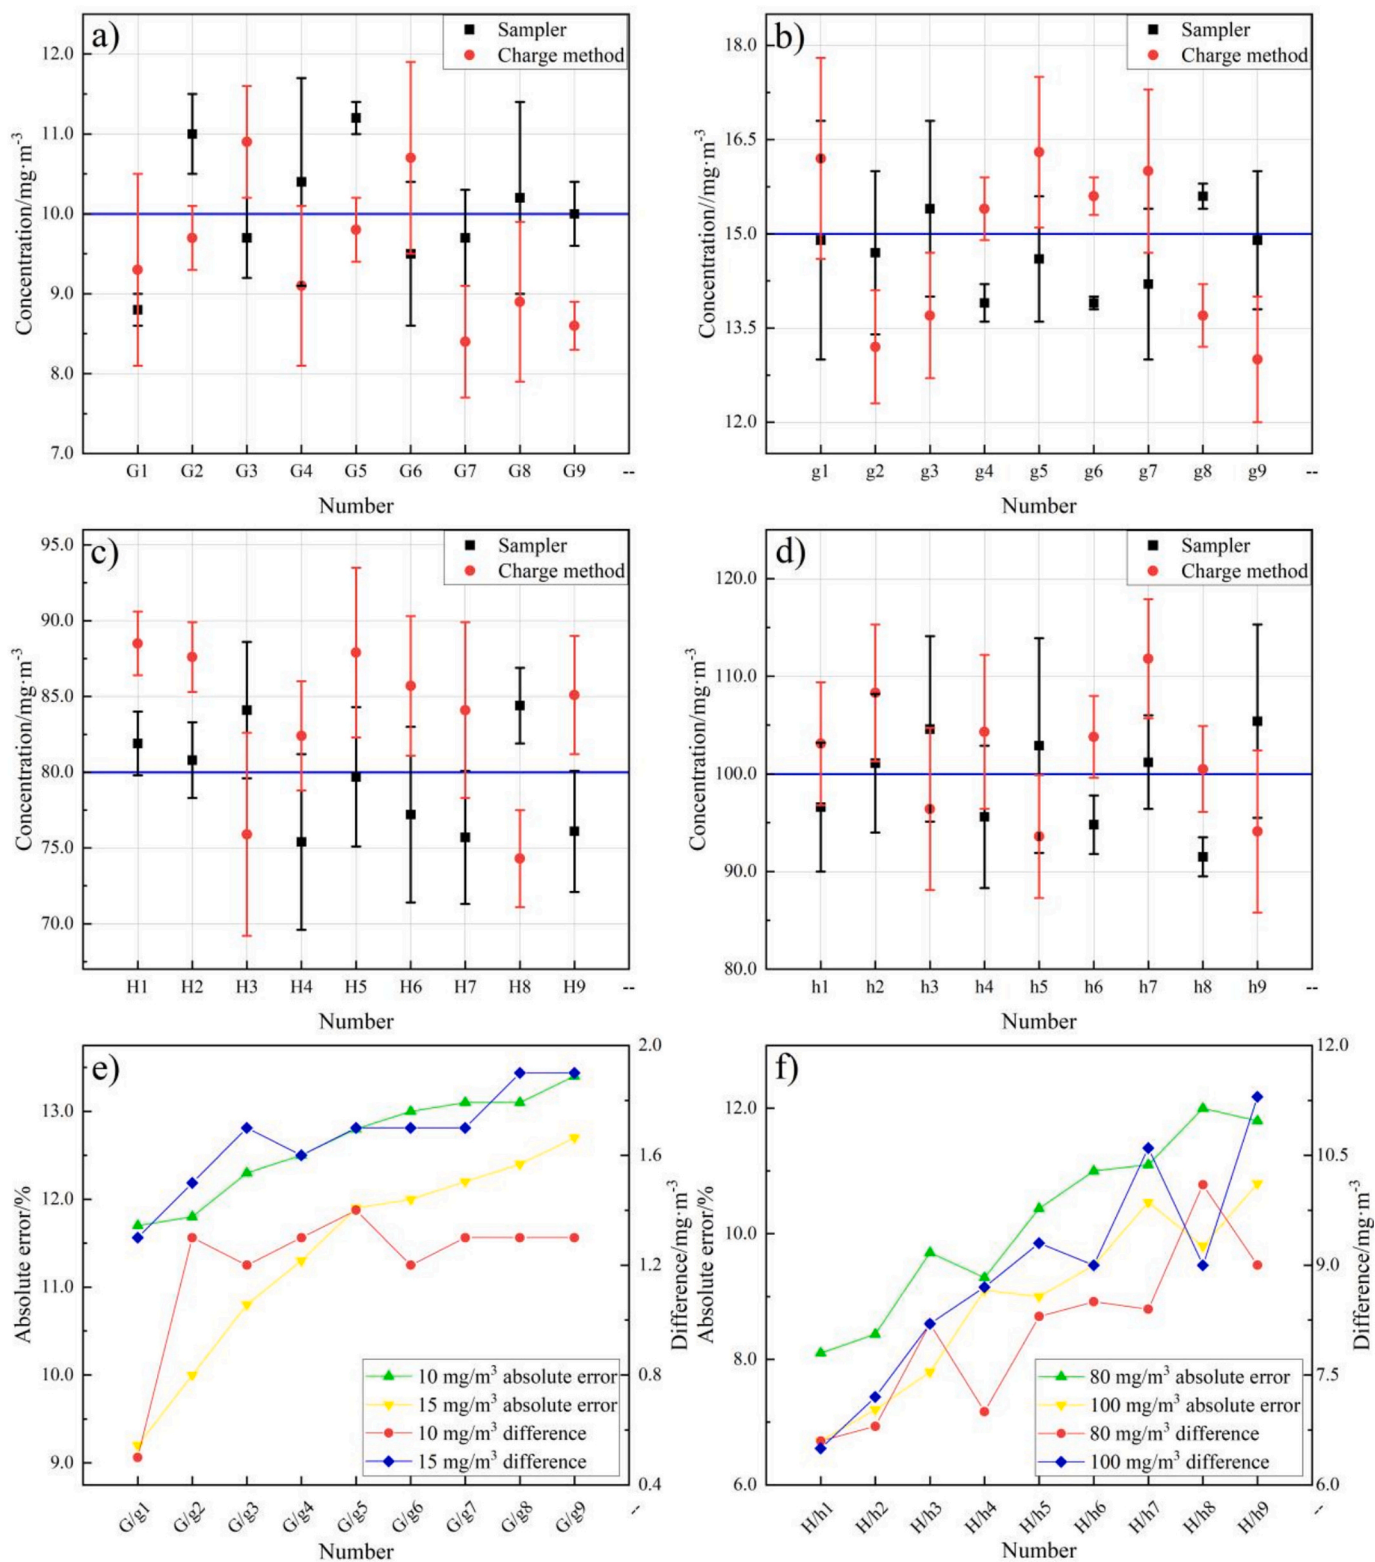 a)
Sampler
Charge method
12.0
11.0
10.0
9.0
8.0
7.0
Concentration/mg·m⁻³
G1 G2 G3 G4 G5 G6 G7 G8 G9 --
Number
b)
Sampler
Charge method
18.0
16.5
15.0
13.5
12.0
Concentration//mg·m⁻³
g1 g2 g3 g4 g5 g6 g7 g8 g9 --
Number
c)
Sampler
Charge method
95.0
90.0
85.0
80.0
75.0
70.0
Concentration/mg·m⁻³
H1 H2 H3 H4 H5 H6 H7 H8 H9 --
Number
d)
Sampler
Charge method
120.0
110.0
100.0
90.0
80.0
Concentration/mg·m⁻³
h1 h2 h3 h4 h5 h6 h7 h8 h9 --
Number
e)
13.0
12.0
11.0
10.0
9.0
Absolute error/%
2.0
1.6
1.2
0.8
0.4
Difference/mg·m⁻³
10 mg/m³ absolute error
15 mg/m³ absolute error
10 mg/m³ difference
15 mg/m³ difference
G/g1 G/g2 G/g3 G/g4 G/g5 G/g6 G/g7 G/g8 G/g9 --
Number
f)
12.0
10.0
8.0
6.0
Absolute error/%
12.0
10.5
9.0
7.5
6.0
Difference/mg·m⁻³
80 mg/m³ absolute error
100 mg/m³ absolute error
80 mg/m³ difference
100 mg/m³ difference
H/h1 H/h2 H/h3 H/h4 H/h5 H/h6 H/h7 H/h8 H/h9 --
Number